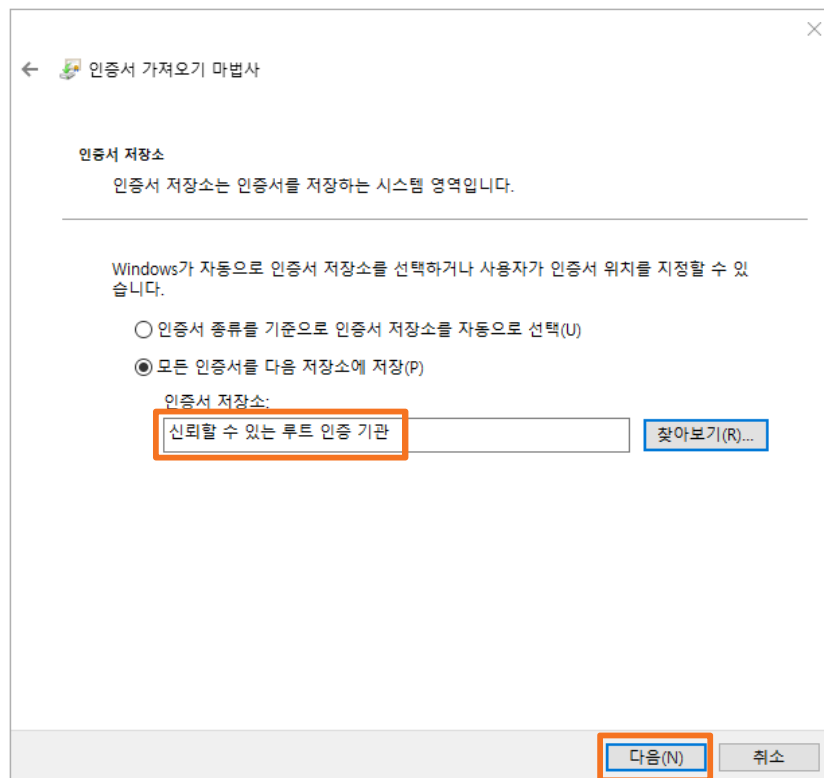 인증서 가져오기 마법사
인증서 저장소
인증서 저장소는 인증서를 저장하는 시스템 영역입니다.
Windows가 자동으로 인증서 저장소를 선택하거나 사용자가 인증서 위치를 지정할 수 있
습니다.
인증서 종류를 기준으로 인증서 저장소를 자동으로 선택(U)
모든 인증서를 다음 저장소에 저장(P)
인증서 저장소:
신뢰할 수 있는 루트 인증 기관
찾아보기(R)...
다음(N)
취소